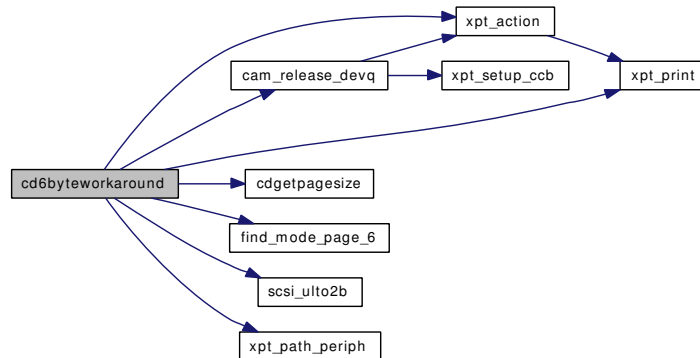 xpt_action
cam_release_devq
xpt_setup_ccb
xpt_print
cd6byteworkaround
cdgetpagesize
find_mode_page_6
scsi_ulto2b
xpt_path_periph